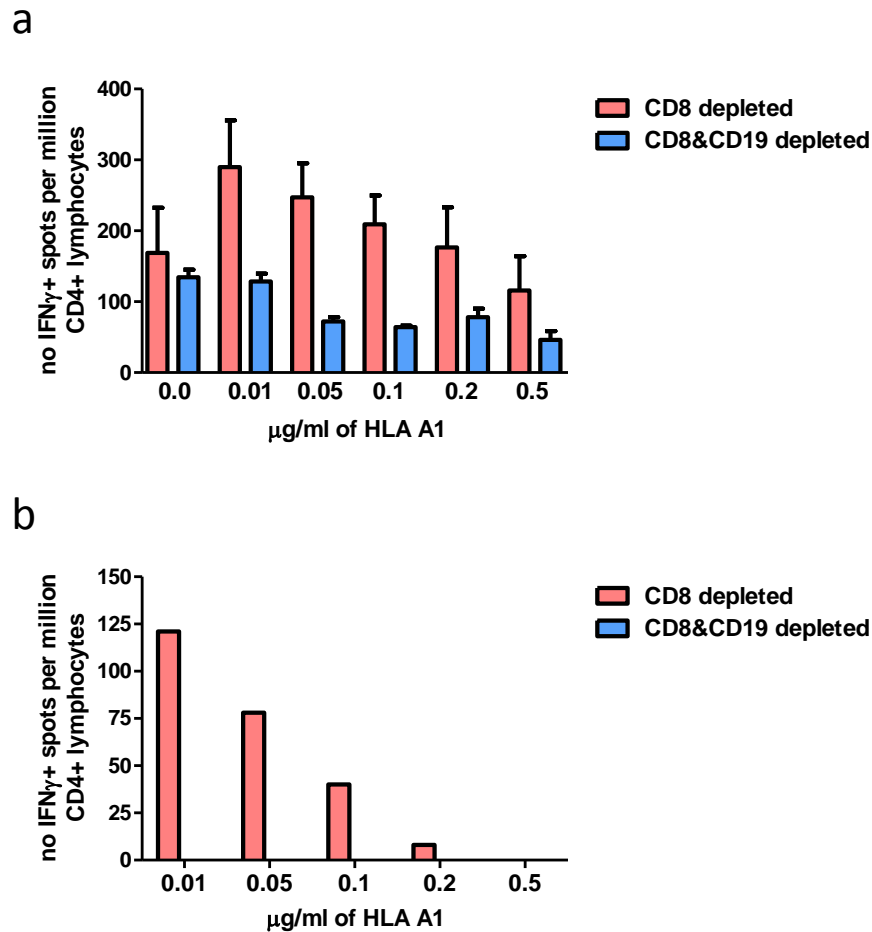 a
no IFNγ+ spots per million
CD4+ lymphocytes
400
300
200
100
0
0.0 0.01 0.05 0.1 0.2 0.5
μg/ml of HLA A1
CD8 depleted
CD8&CD19 depleted
b
no IFNγ+ spots per million
CD4+ lymphocytes
150
125
100
75
50
25
0
0.01 0.05 0.1 0.2 0.5
μg/ml of HLA A1
CD8 depleted
CD8&CD19 depleted